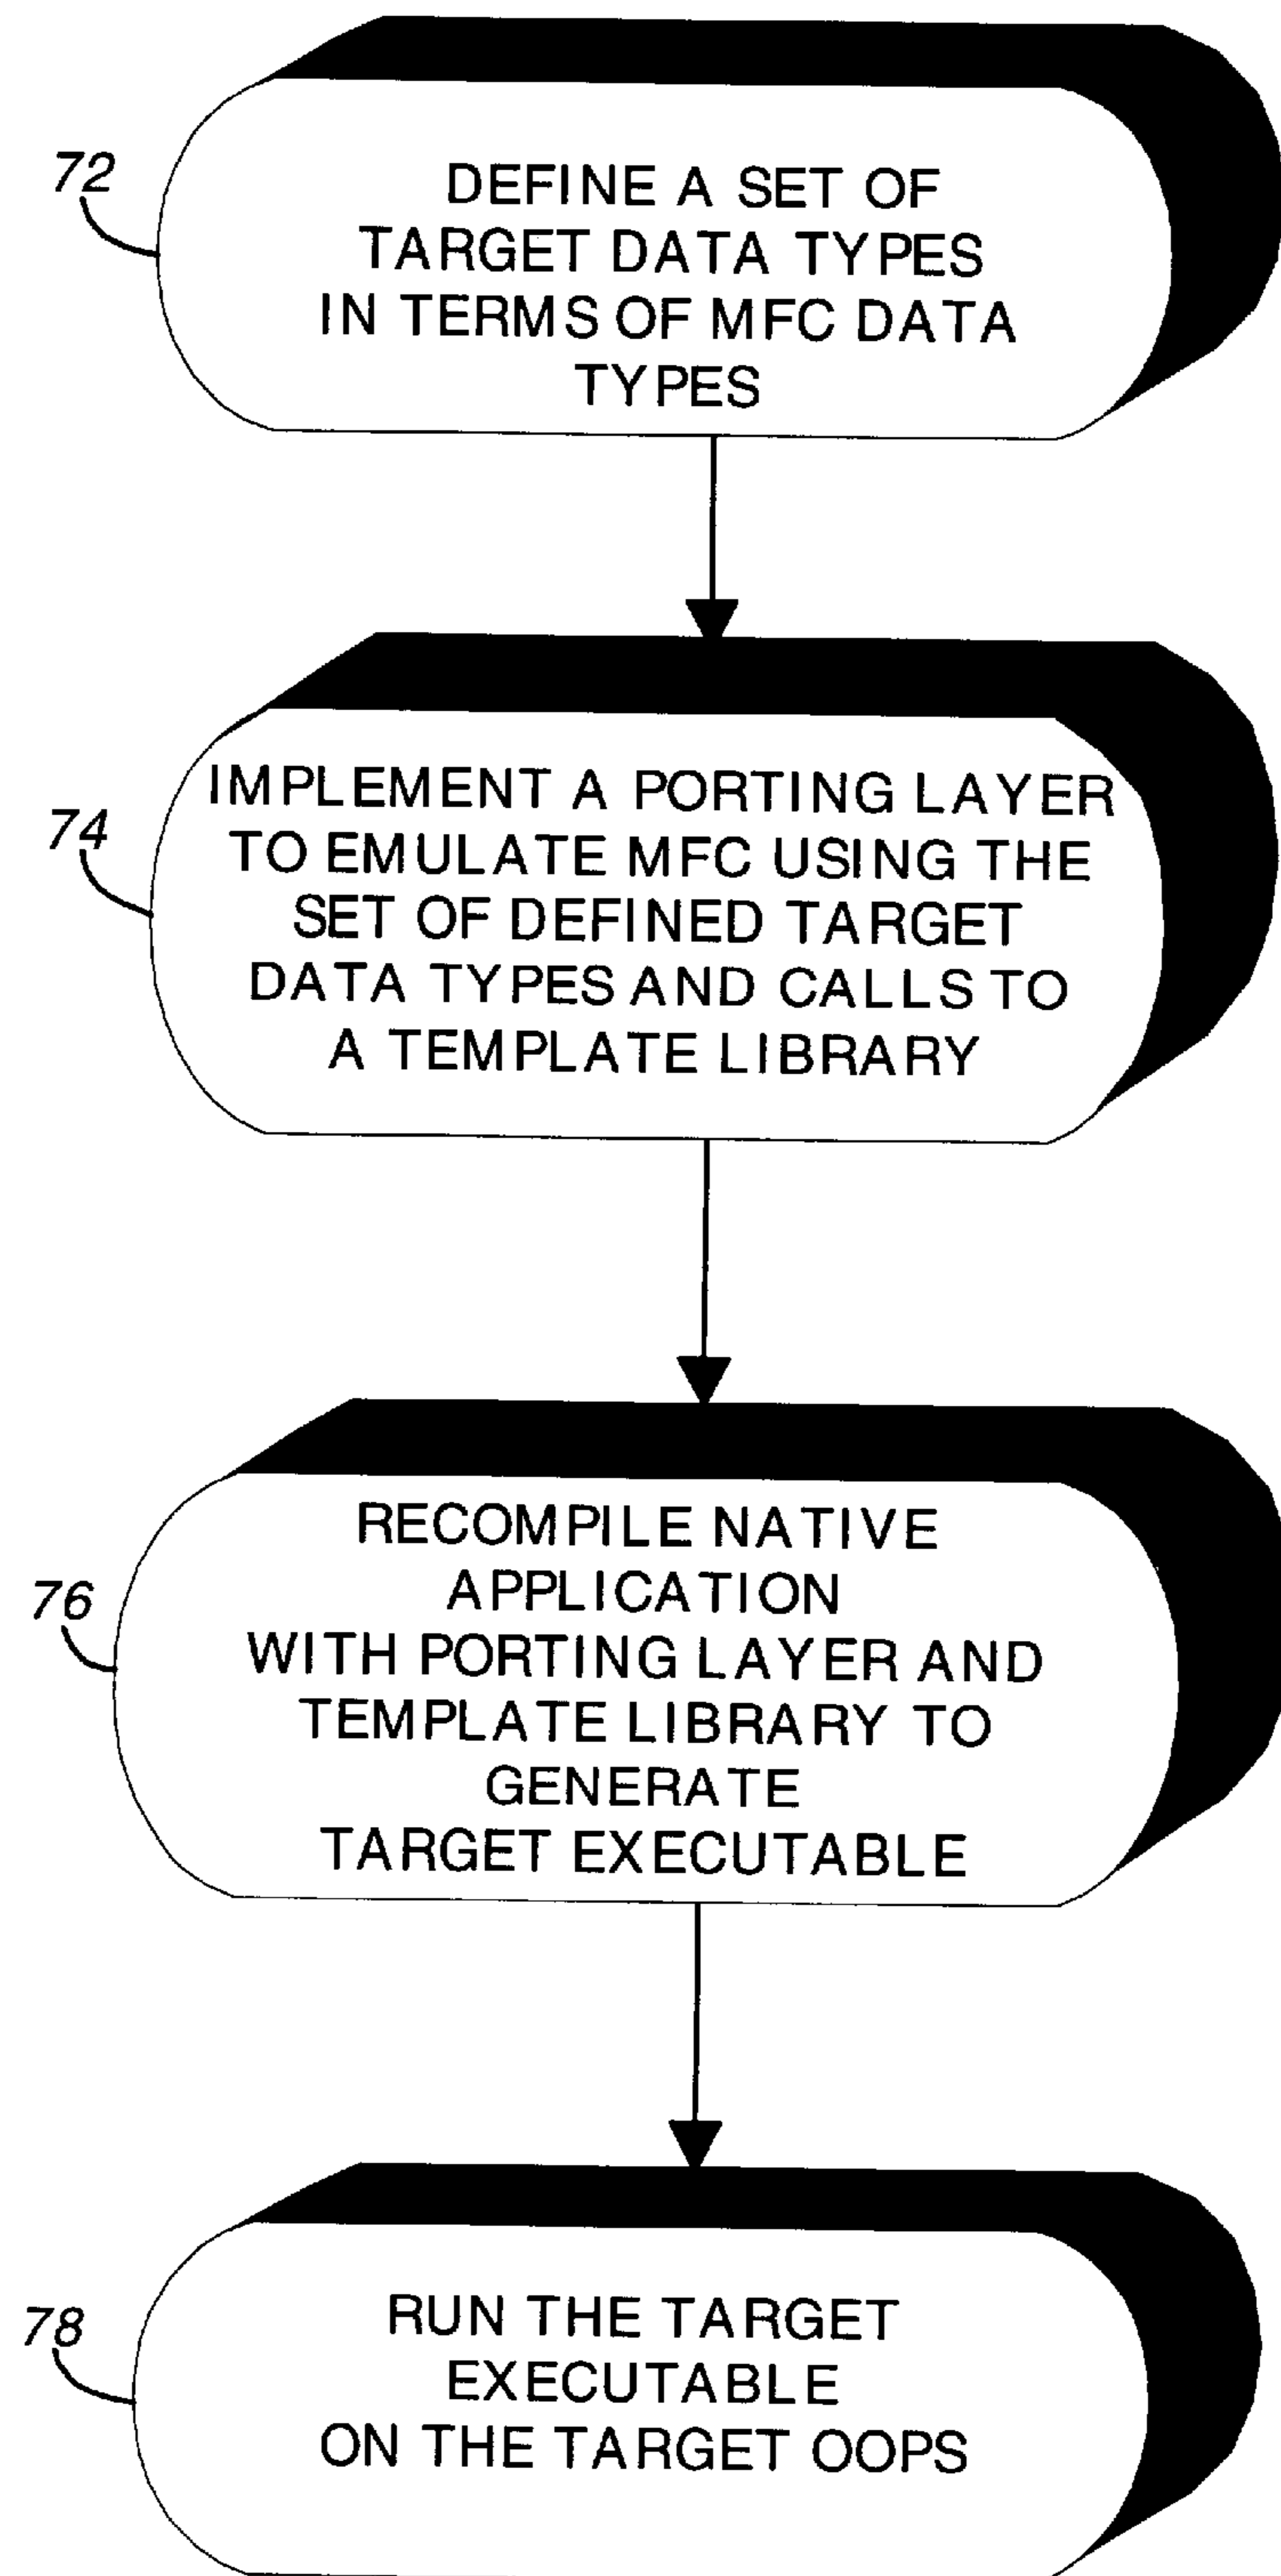 72
DEFINE A SET OF
TARGET DATA TYPES
IN TERMS OF MFC DATA
TYPES
74
IMPLEMENT A PORTING LAYER
TO EMULATE MFC USING THE
SET OF DEFINED TARGET
DATA TYPES AND CALLS TO
A TEMPLATE LIBRARY
76
RECOMPILE NATIVE
APPLICATION
WITH PORTING LAYER AND
TEMPLATE LIBRARY TO
GENERATE
TARGET EXECUTABLE
78
RUN THE TARGET
EXECUTABLE
ON THE TARGET OOPS